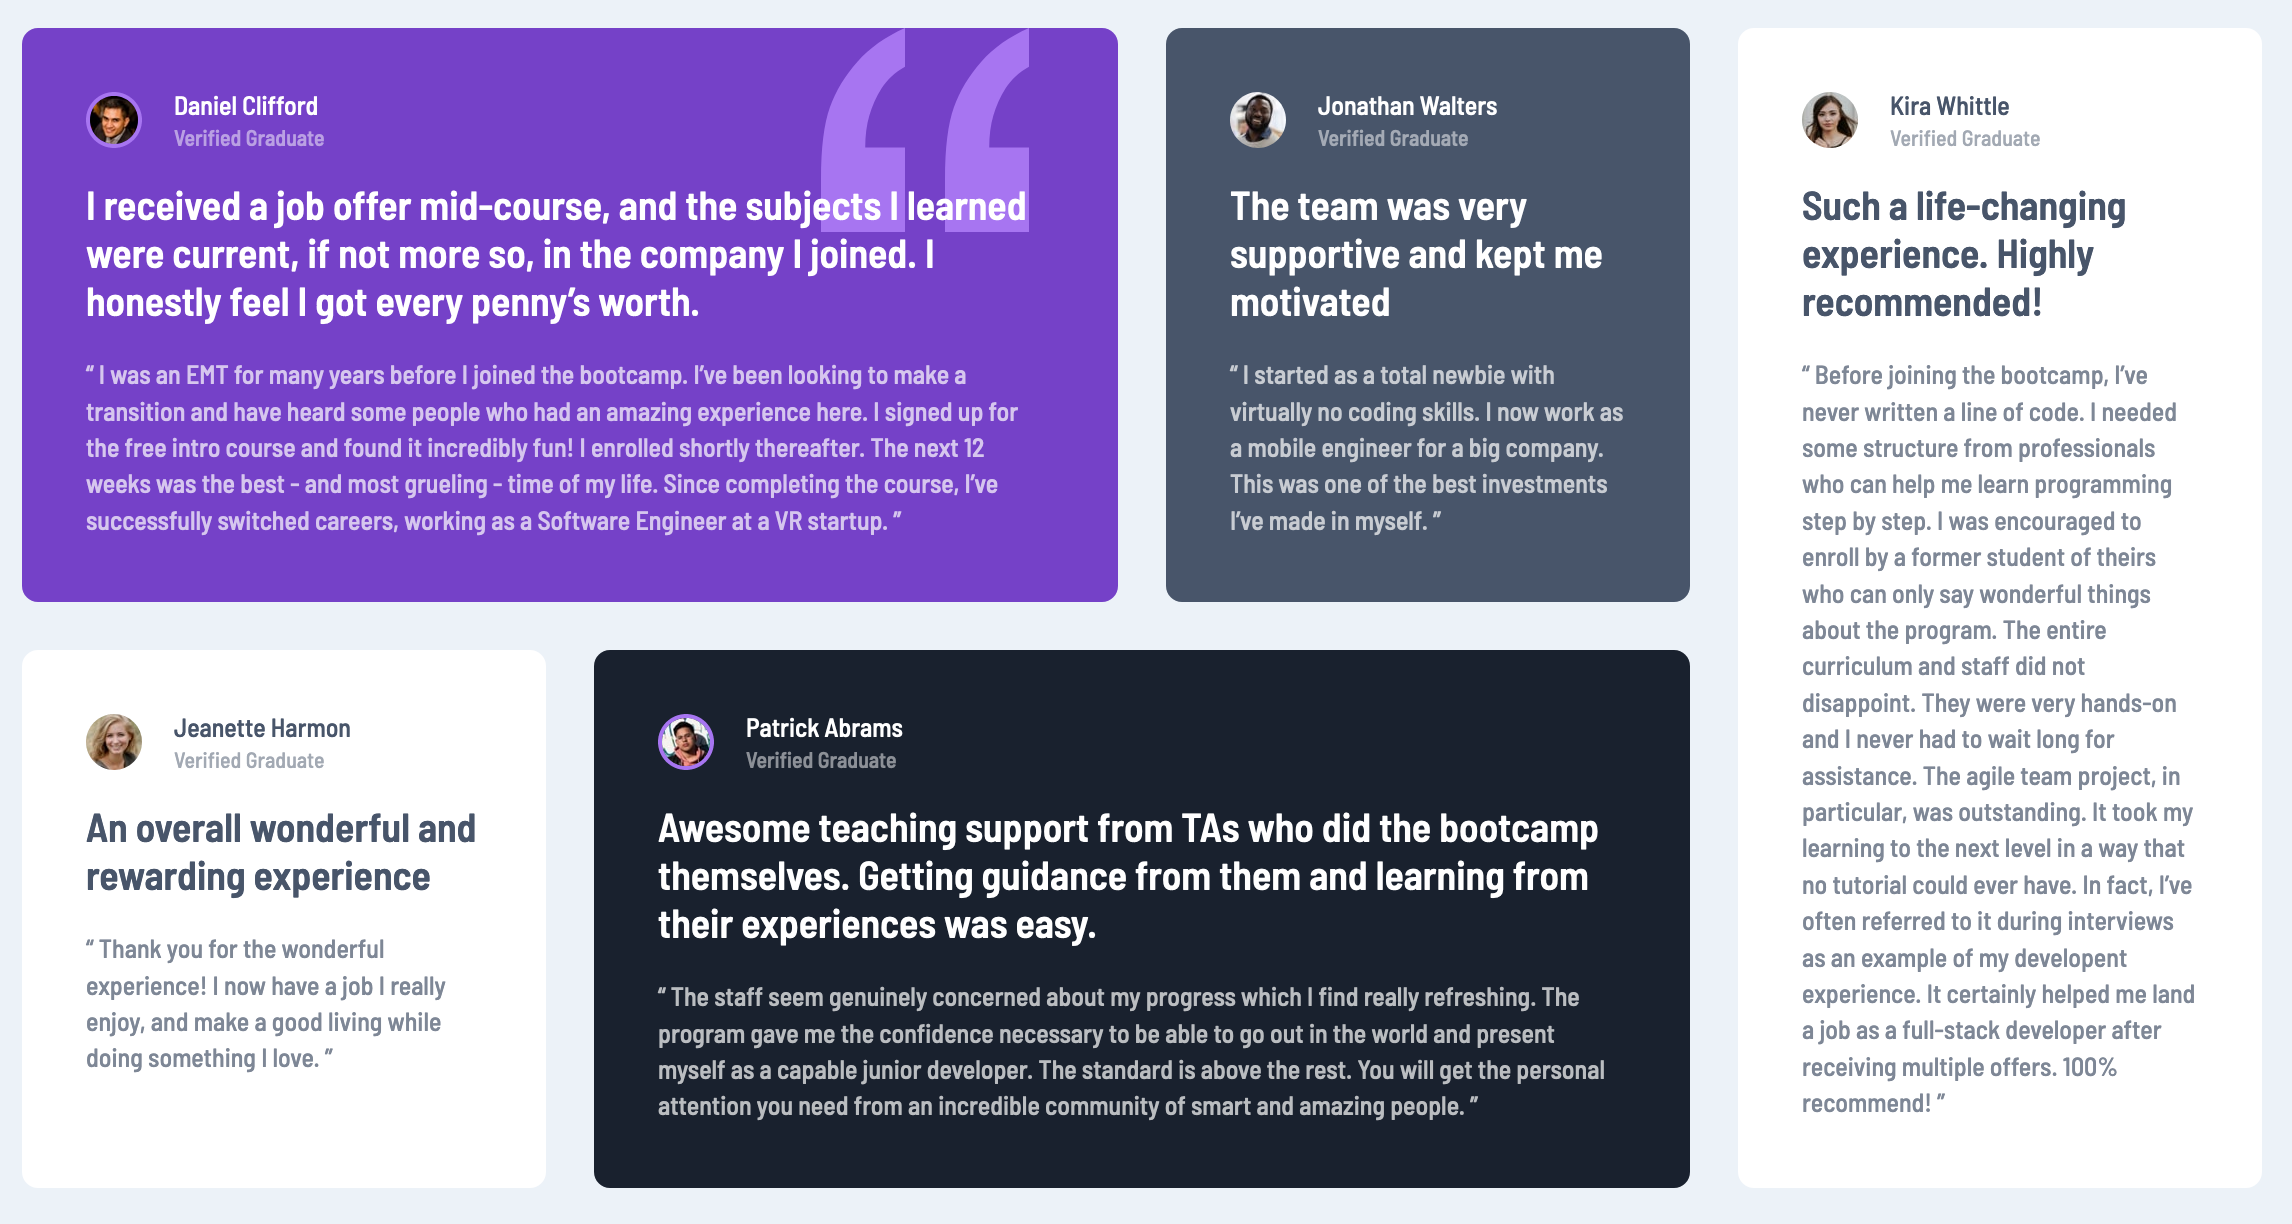 Daniel Clifford
Verified Graduate
I received a job offer mid-course, and the subjects I learned
were current, if not more so, in the company I joined. I
honestly feel I got every penny’s worth.
“ I was an EMT for many years before I joined the bootcamp. I’ve been looking to make a
transition and have heard some people who had an amazing experience here. I signed up for
the free intro course and found it incredibly fun! I enrolled shortly thereafter. The next 12
weeks was the best - and most grueling - time of my life. Since completing the course, I’ve
successfully switched careers, working as a Software Engineer at a VR startup. ”
Jonathan Walters
Verified Graduate
The team was very
supportive and kept me
motivated
“ I started as a total newbie with
virtually no coding skills. I now work as
a mobile engineer for a big company.
This was one of the best investments
I’ve made in myself. ”
Kira Whittle
Verified Graduate
Such a life-changing
experience. Highly
recommended!
“ Before joining the bootcamp, I’ve
never written a line of code. I needed
some structure from professionals
who can help me learn programming
step by step. I was encouraged to
enroll by a former student of theirs
who can only say wonderful things
about the program. The entire
curriculum and staff did not
disappoint. They were very hands-on
and I never had to wait long for
assistance. The agile team project, in
particular, was outstanding. It took my
learning to the next level in a way that
no tutorial could ever have. In fact, I’ve
often referred to it during interviews
as an example of my developent
experience. It certainly helped me land
a job as a full-stack developer after
receiving multiple offers. 100%
recommend! ”
Jeanette Harmon
Verified Graduate
An overall wonderful and
rewarding experience
“ Thank you for the wonderful
experience! I now have a job I really
enjoy, and make a good living while
doing something I love. ”
Patrick Abrams
Verified Graduate
Awesome teaching support from TAs who did the bootcamp
themselves. Getting guidance from them and learning from
their experiences was easy.
“ The staff seem genuinely concerned about my progress which I find really refreshing. The
program gave me the confidence necessary to be able to go out in the world and present
myself as a capable junior developer. The standard is above the rest. You will get the personal
attention you need from an incredible community of smart and amazing people. ”